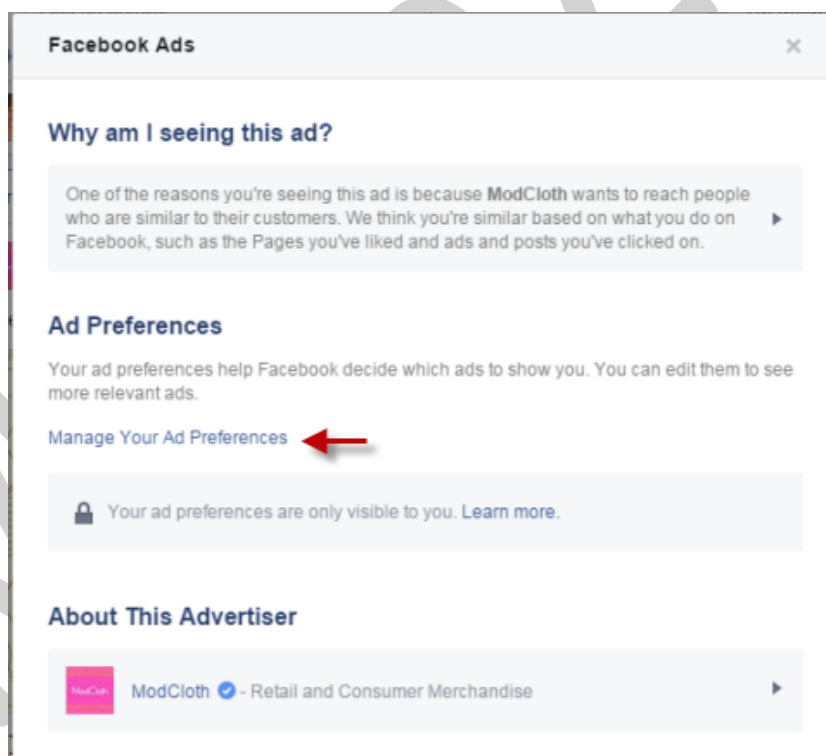 Facebook Ads
Why am I seeing this ad?
One of the reasons you're seeing this ad is because ModCloth wants to reach people
who are similar to their customers. We think you're similar based on what you do on
Facebook, such as the Pages you've liked and ads and posts you've clicked on.
Ad Preferences
Your ad preferences help Facebook decide which ads to show you. You can edit them to see
more relevant ads.
Manage Your Ad Preferences
Your ad preferences are only visible to you. Learn more.
About This Advertiser
ModCloth
ModCloth - Retail and Consumer Merchandise